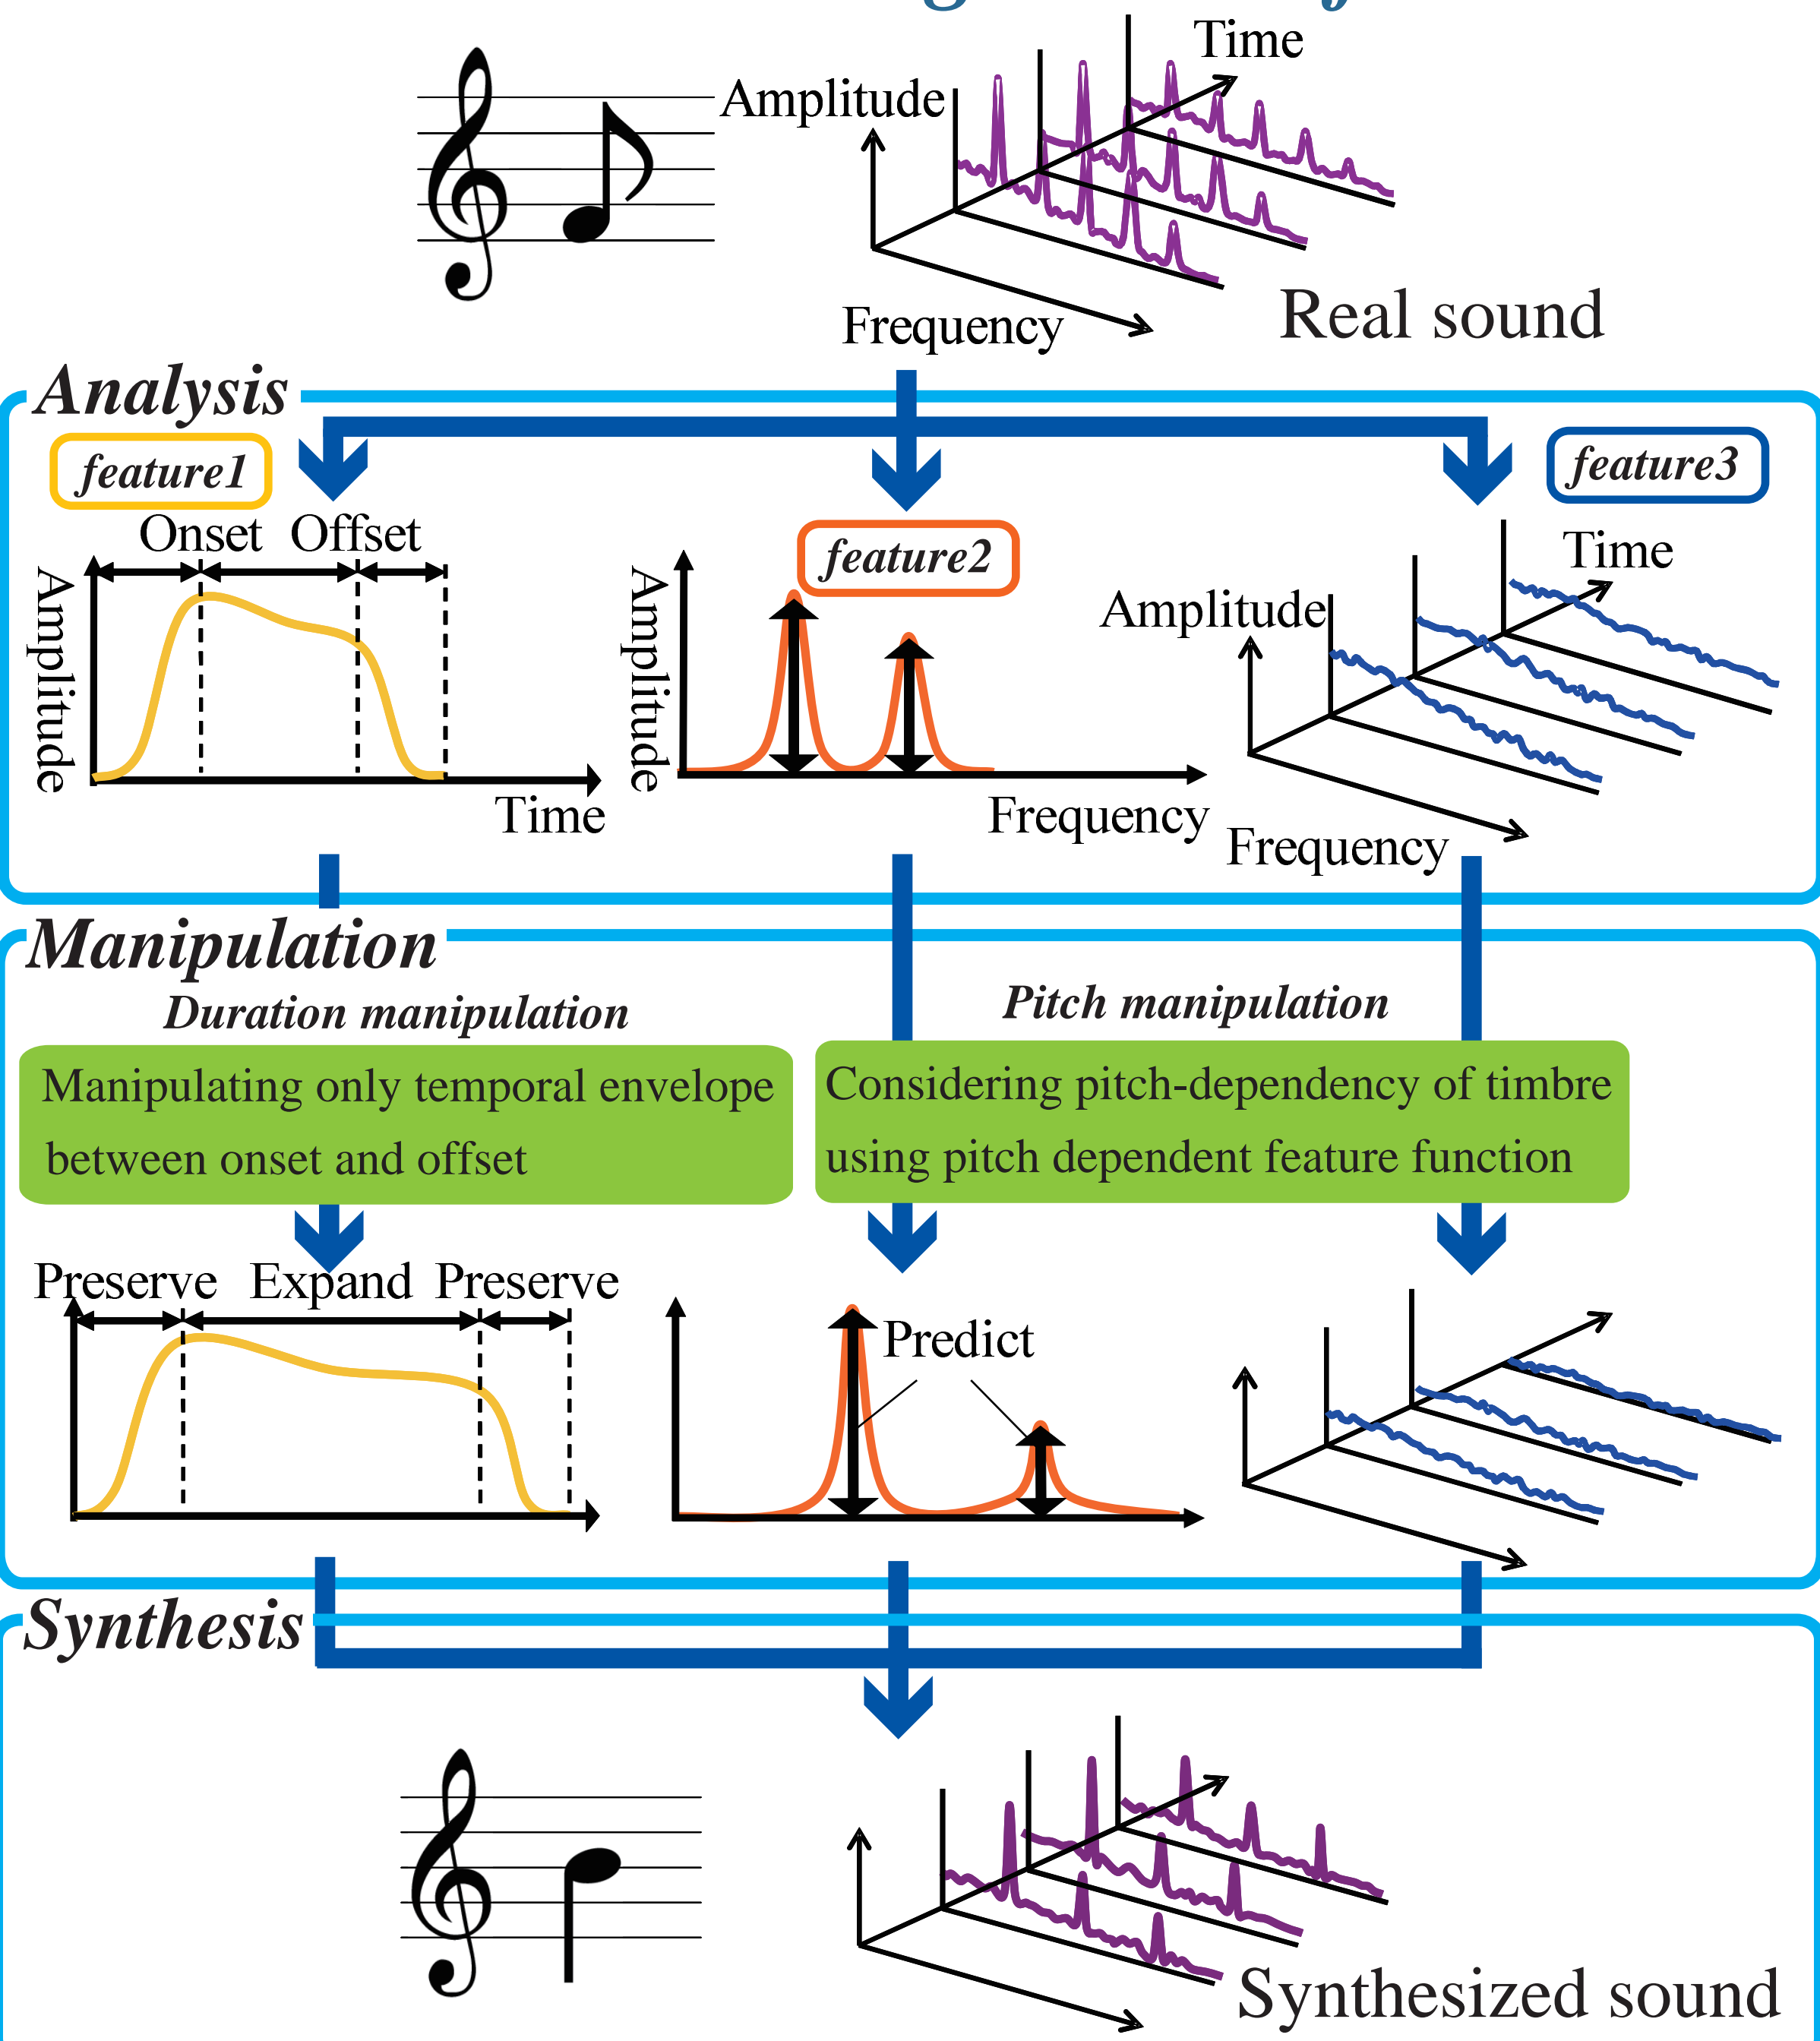 Time
Amplitude
Frequency
Real sound
Analysis
feature1
feature3
Onset
Offset
feature2
Time
Amplitude
Amplitude
Amplitude
Time
Frequency
Frequency
Manipulation
Duration manipulation
Pitch manipulation
Manipulating only temporal envelope
between onset and offset
Considering pitch-dependency of timbre
using pitch dependent feature function
Preserve
Expand
Preserve
Predict
Synthesis
Synthesized sound